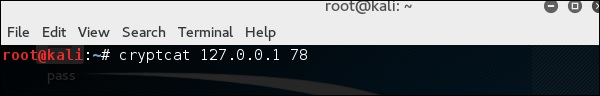 root@kali: ~
File Edit View Search Terminal Help
root@kali:~# cryptcat 127.0.0.1 78
pass